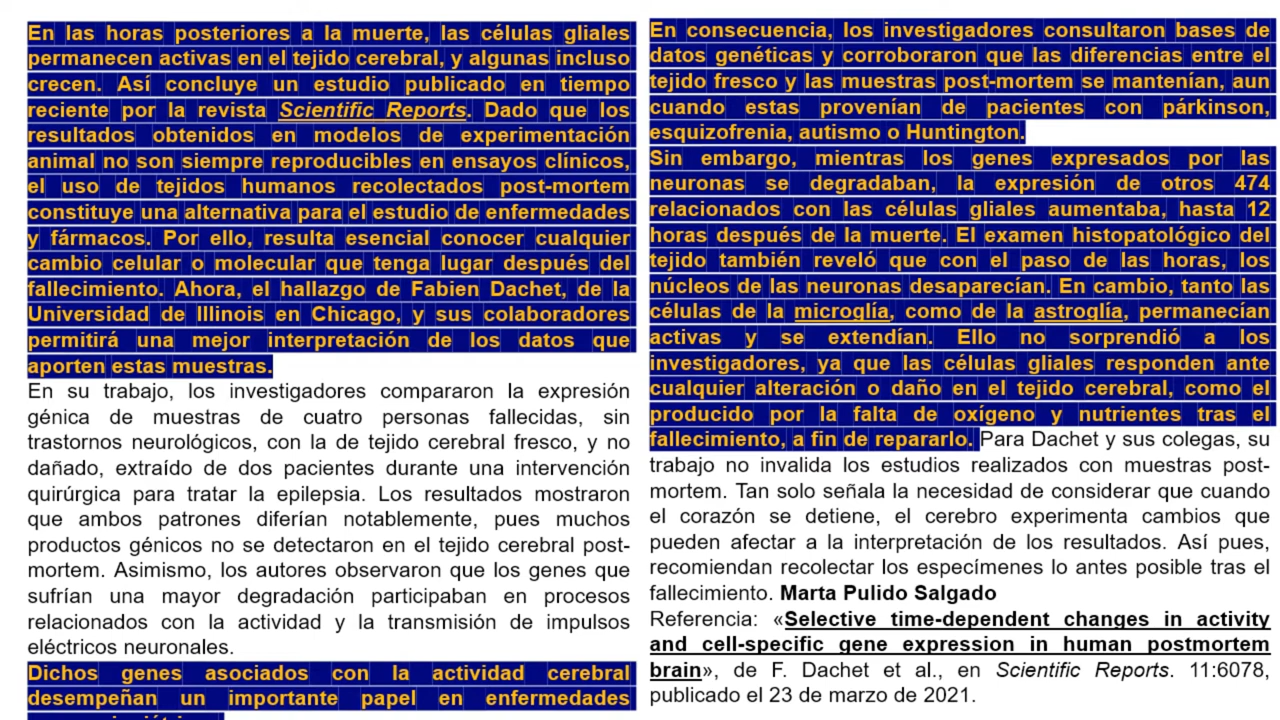 En las horas posteriores a la muerte, las células gliales
permanecen activas en el tejido cerebral, y algunas incluso
crecen. Así concluye un estudio publicado en tiempo
reciente por la revista Scientific Reports. Dado que los
resultados obtenidos en modelos de experimentación
animal no son siempre reproducibles en ensayos clínicos,
el uso de tejidos humanos recolectados post-mortem
constituye una alternativa para el estudio de enfermedades
y fármacos. Por ello, resulta esencial conocer cualquier
cambio celular o molecular que tenga lugar después del
fallecimiento. Ahora, el hallazgo de Fabien Dachet, de la
Universidad de Illinois en Chicago, y sus colaboradores
permitirá una mejor interpretación de los datos que
aporten estas muestras.
En su trabajo, los investigadores compararon la expresión
génica de muestras de cuatro personas fallecidas, sin
trastornos neurológicos, con la de tejido cerebral fresco, y no
dañado, extraído de dos pacientes durante una intervención
quirúrgica para tratar la epilepsia. Los resultados mostraron
que ambos patrones diferían notablemente, pues muchos
productos génicos no se detectaron en el tejido cerebral post-
mortem. Asimismo, los autores observaron que los genes que
sufrían una mayor degradación participaban en procesos
relacionados con la actividad y la transmisión de impulsos
eléctricos neuronales.
Dichos genes asociados con la actividad cerebral
desempeñan un importante papel en enfermedades
En consecuencia, los investigadores consultaron bases de
datos genéticas y corroboraron que las diferencias entre el
tejido fresco y las muestras post-mortem se mantenían, aun
cuando estas provenían de pacientes con párkinson,
esquizofrenia, autismo o Huntington.
Sin embargo, mientras los genes expresados por las
neuronas se degradaban, la expresión de otros 474
relacionados con las células gliales aumentaba, hasta 12
horas después de la muerte. El examen histopatológico del
tejido también reveló que con el paso de las horas, los
núcleos de las neuronas desaparecían. En cambio, tanto las
células de la microglía, como de la astroglía, permanecían
activas y se extendían. Ello no sorprendió a los
investigadores, ya que las células gliales responden ante
cualquier alteración o daño en el tejido cerebral, como el
producido por la falta de oxígeno y nutrientes tras el
fallecimiento, a fin de repararlo. Para Dachet y sus colegas, su
trabajo no invalida los estudios realizados con muestras post-
mortem. Tan solo señala la necesidad de considerar que cuando
el corazón se detiene, el cerebro experimenta cambios que
pueden afectar a la interpretación de los resultados. Así pues,
recomiendan recolectar los especímenes lo antes posible tras el
fallecimiento. Marta Pulido Salgado
Referencia: «Selective time-dependent changes in activity
and cell-specific gene expression in human postmortem
brain», de F. Dachet et al., en Scientific Reports. 11:6078,
publicado el 23 de marzo de 2021.